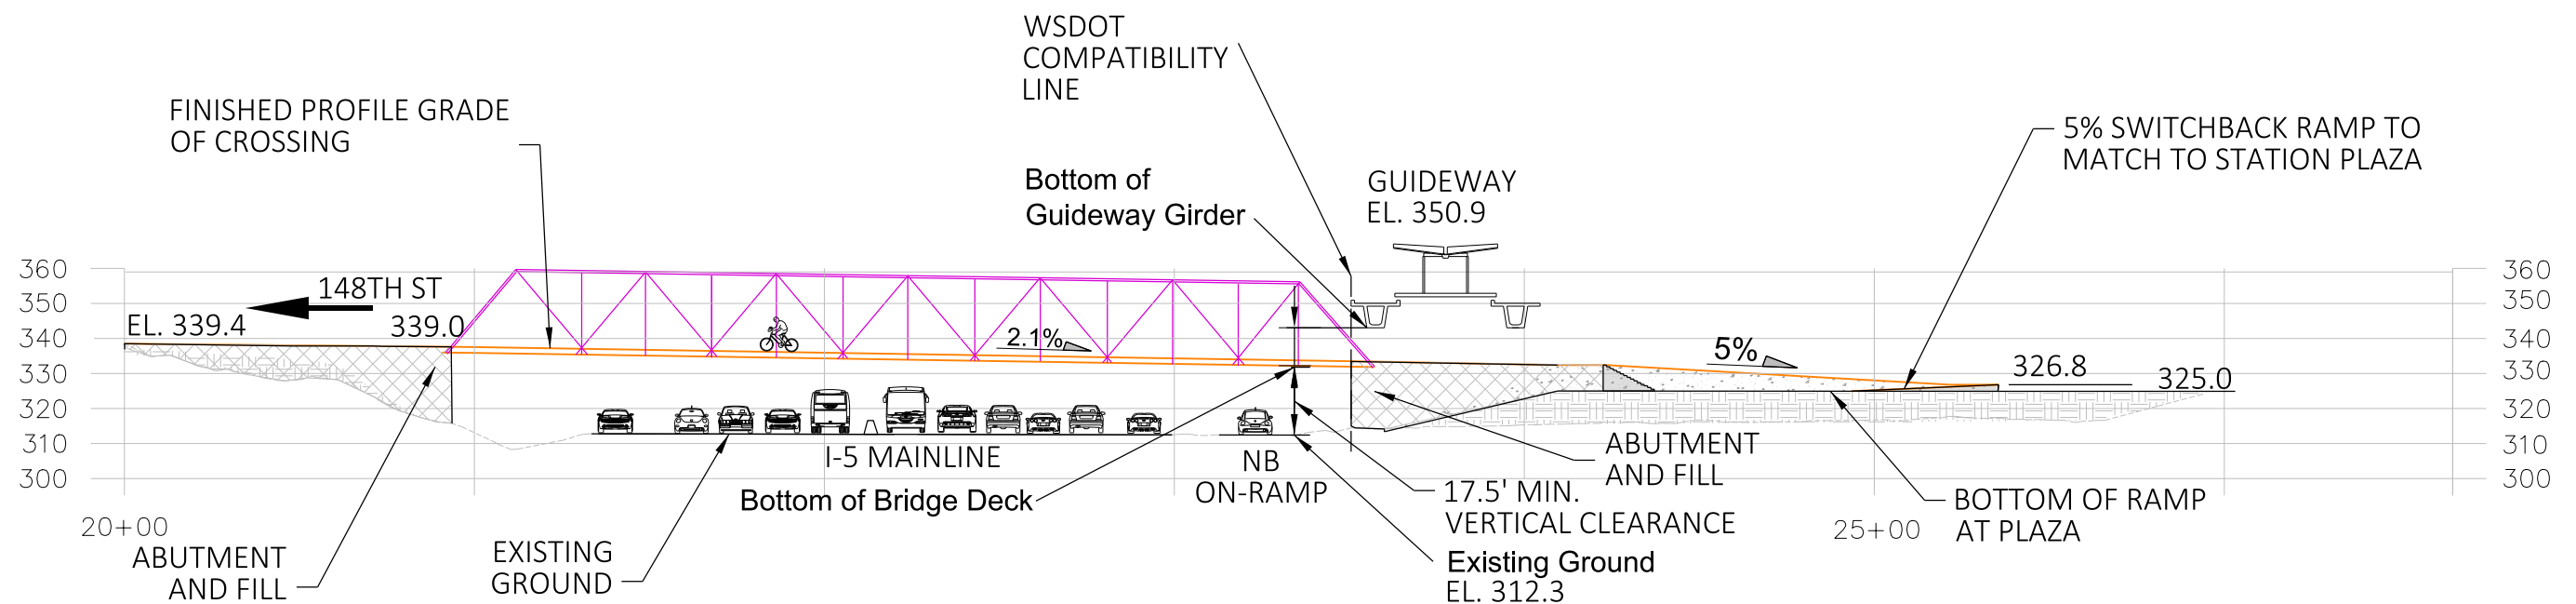 WSDOT
COMPATIBILITY
LINE
FINISHED PROFILE GRADE
OF CROSSING
5% SWITCHBACK RAMP TO
MATCH TO STATION PLAZA
Bottom of
Guideway Girder
GUIDEWAY
EL. 350.9
360
350
340
330
320
310
300
148TH ST
EL. 339.4
339.0
2.1%
5%
326.8
325.0
360
350
340
330
320
310
300
I-5 MAINLINE
NB
ON-RAMP
Bottom of Bridge Deck
ABUTMENT
AND FILL
17.5' MIN.
VERTICAL CLEARANCE
BOTTOM OF RAMP
AT PLAZA
20+00
25+00
ABUTMENT
AND FILL
EXISTING
GROUND
Existing Ground
EL. 312.3